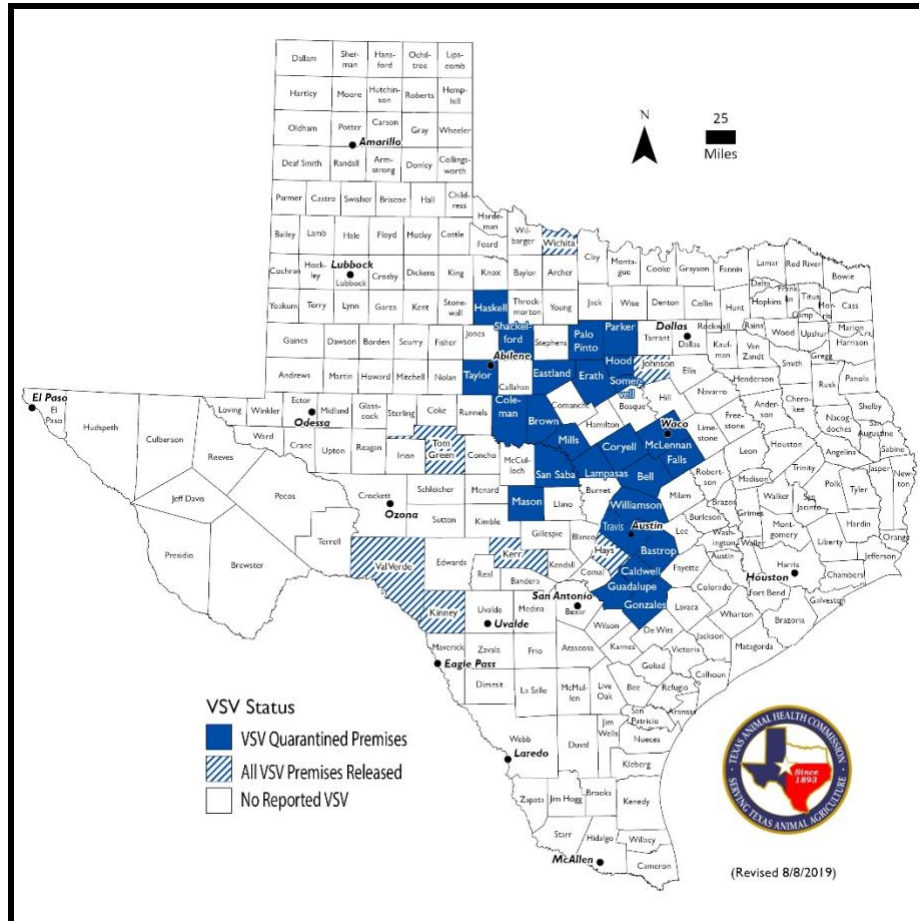 Dallam
Sher-
man
Hans-
ford
Ochil-
tree
Lips-
comb
Hartley
Moore
Hutchin-
son
Roberts
Hemp-
hill
Oldham
Potter
Carson
Gray
Wheeler
Amarillo
Deaf Smith
Randall
Arm-
strong
Donley
Collings-
worth
Parmer
Castro
Swisher
Briscoe
Hall
Child-
ress
Bailey
Lamb
Hale
Floyd
Motley
Cottle
Harde-
man
Foard
Wil-
barger
Wichita
Cochran
Hock-
ley
Lubbock
Lubbock
Crosby
Dickens
King
Knox
Baylor
Archer
Clay
Monta-
gue
Cooke
Grayson
Fannin
Lamar
Red River
Bowie
Delta
Yoakum
Terry
Lynn
Garza
Kent
Stone-
wall
Haskell
Throck-
morton
Young
Jack
Wise
Denton
Collin
Hunt
Hopkins
Frank
lin
Titus
Camp
Mor-
ris
Cass
Marion
Gaines
Dawson
Borden
Scurry
Fisher
Jones
Shackel-
ford
Stephens
Palo
Pinto
Parker
Tarrant
Dallas
Dallas
Rockwall
Kauf-
man
Rains
Van
Zandt
Wood
Upshur
Gregg
Harrison
Andrews
Martin
Howard
Mitchell
Nolan
Taylor
Abilene
Callahan
Eastland
Erath
Hood
Somer-
vell
Johnson
Ellis
Navarro
Henderson
Smith
Rusk
Panola
El Paso
El
Paso
Hudspeth
Culberson
Loving
Winkler
Ector
Odessa
Midland
Glass-
cock
Sterling
Coke
Runnels
Cole-
man
Brown
Comanche
Hamilton
Bosque
Hill
Free-
stone
Ander-
son
Chero-
kee
Nacog-
doches
Shelby
San
Augustine
Sabine
Reeves
Ward
Crane
Upton
Reagan
Irion
Tom
Green
Concho
McCul-
loch
Mills
San Saba
Lampasas
Coryell
McLennan
Waco
Falls
Bell
Lime-
stone
Robert-
son
Leon
Houston
Madison
Trinity
Angelina
Polk
Tyler
Jasper
New-
ton
Jeff Davis
Pecos
Crockett
Ozona
Schleicher
Menard
Mason
Llano
Burnet
Williamson
Milam
Brazos
Burleson
Grimes
Walker
San
Jacinto
Hardin
Orange
Presidio
Brewster
Terrell
Sutton
Kimble
Gillespie
Blanco
Travis
Austin
Lee
Bastrop
Wash-
ington
Waller
Mont-
gomery
Liberty
Jefferson
Val Verde
Edwards
Real
Kerr
Bandera
Kendall
Comal
Hays
Caldwell
Guadalupe
Fayette
Austin
Colorado
Harris
Houston
Fort Bend
Chambers
Galveston
Kinney
Uvalde
Uvalde
Medina
San Antonio
Bexar
Wilson
Gonzales
Lavaca
De Witt
Wharton
Brazoria
Matagorda
Jackson
Maverick
Eagle Pass
Zavala
Frio
Atascosa
Karnes
Goliad
Victoria
Calhoun
Dimmit
La Salle
McMul-
len
Live
Oak
Bee
Refugio
Aransas
San
Patricio
Webb
Laredo
Duval
Jim
Wells
Nueces
Kleberg
Zapata
Jim Hogg
Brooks
Kenedy
Starr
Hidalgo
Willacy
McAllen
Cameron
N
25
Miles
VSV Status
VSV Quarantined Premises
All VSV Premises Released
No Reported VSV
TEXAS ANIMAL HEALTH COMMISSION
Since
1893
SERVING TEXAS ANIMAL AGRICULTURE
(Revised 8/8/2019)